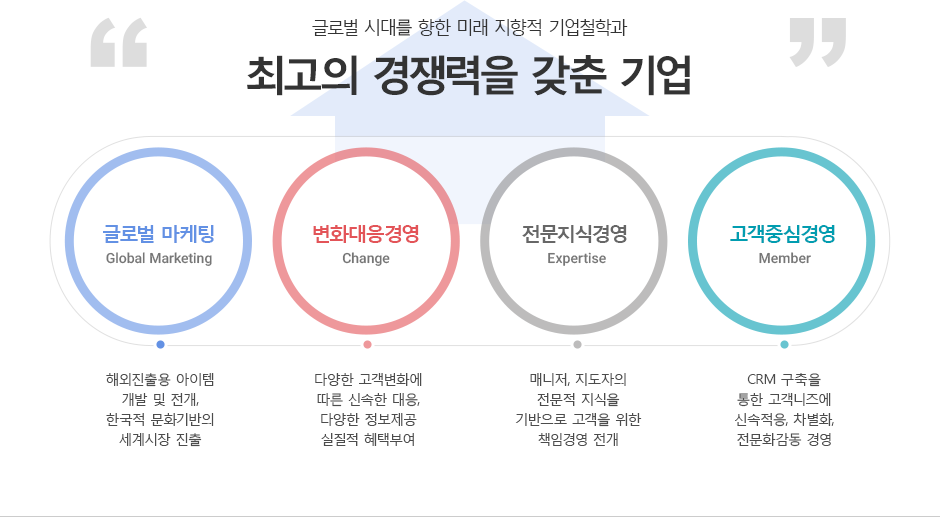 글로벌 시대를 향한 미래 지향적 기업철학과
최고의 경쟁력을 갖춘 기업
글로벌 마케팅
Global Marketing
변화대응경영
Change
전문지식경영
Expertise
고객중심경영
Member
해외진출용 아이템
개발 및 전개,
한국적 문화기반의
세계시장 진출
다양한 고객변화에
따른 신속한 대응,
다양한 정보제공
실질적 혜택부여
매니저, 지도자의
전문적 지식을
기반으로 고객을 위한
책임경영 전개
CRM 구축을
통한 고객니즈에
신속적응, 차별화,
전문화감동 경영